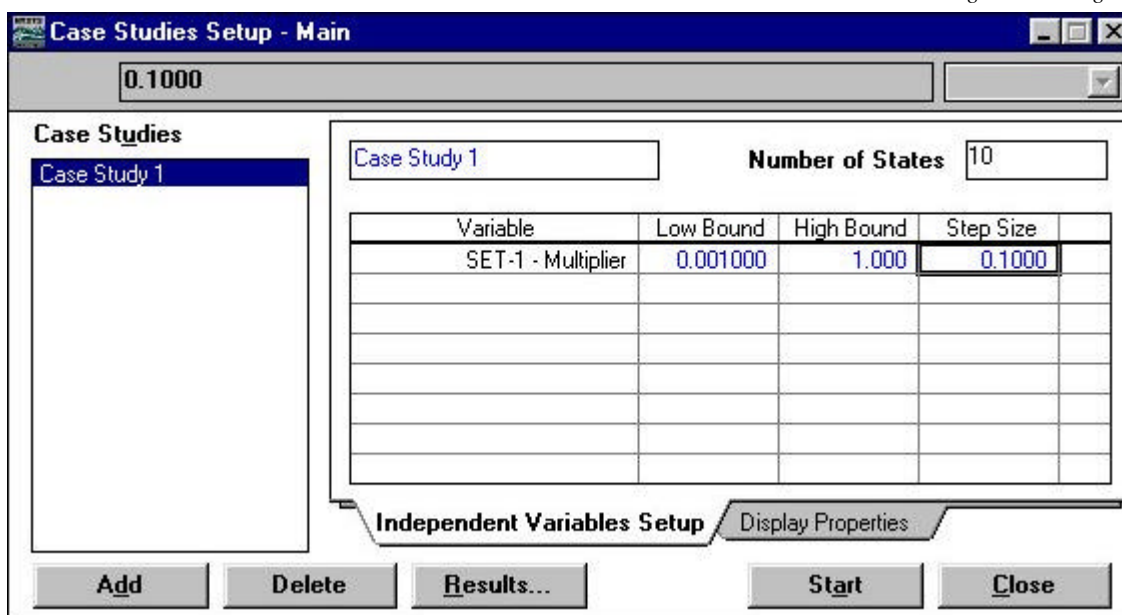 Case Studies Setup - Main
0.1000
Case Studies
Case Study 1
Case Study 1
Number of States 10
Variable Low Bound High Bound Step Size
SET-1 - Multiplier 0.001000 1.000 0.1000
Independent Variables Setup Display Properties
Add Delete Results... Start Close